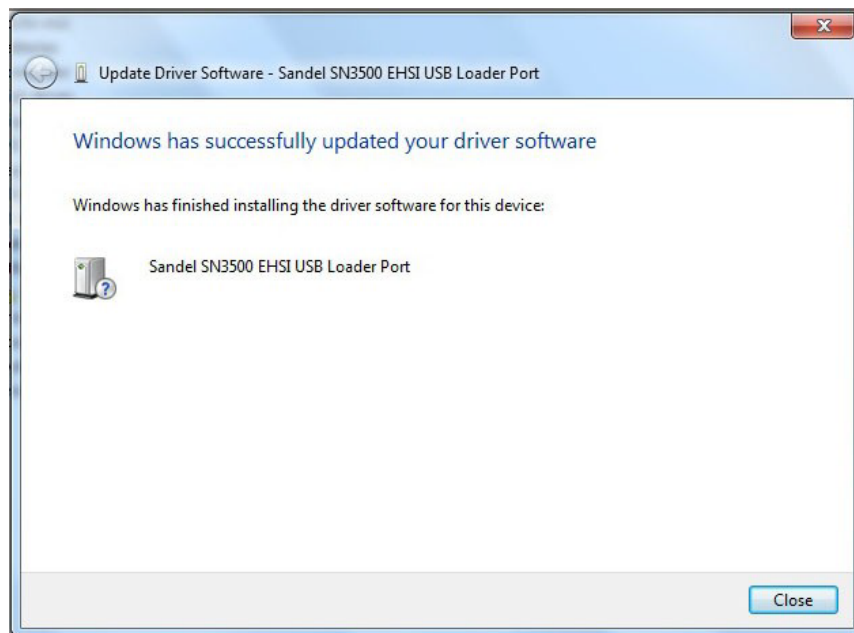 Update Driver Software - Sandel SN3500 EHSI USB Loader Port
Windows has successfully updated your driver software
Windows has finished installing the driver software for this device:
Sandel SN3500 EHSI USB Loader Port
Close